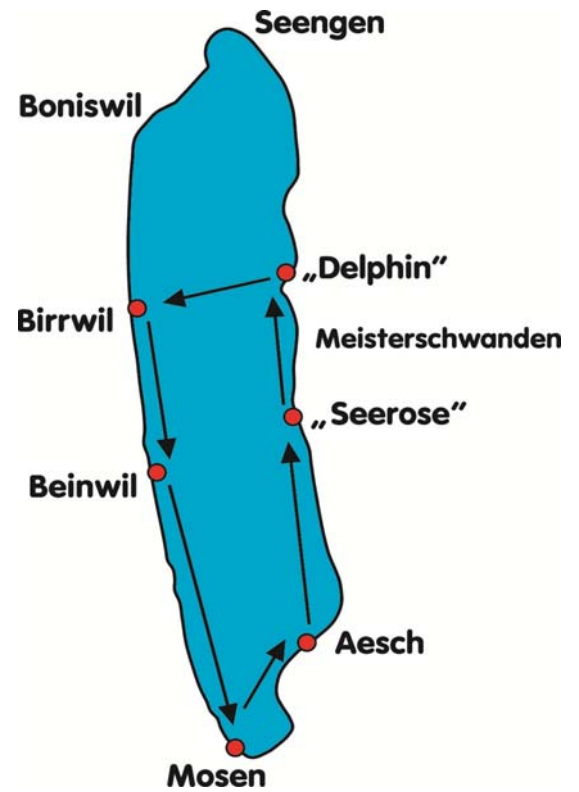 Seengen
Boniswil
„Delphin”
Birrwil
Meisterschwanden
„Seerose”
Beinwil
Aesch
Mosen